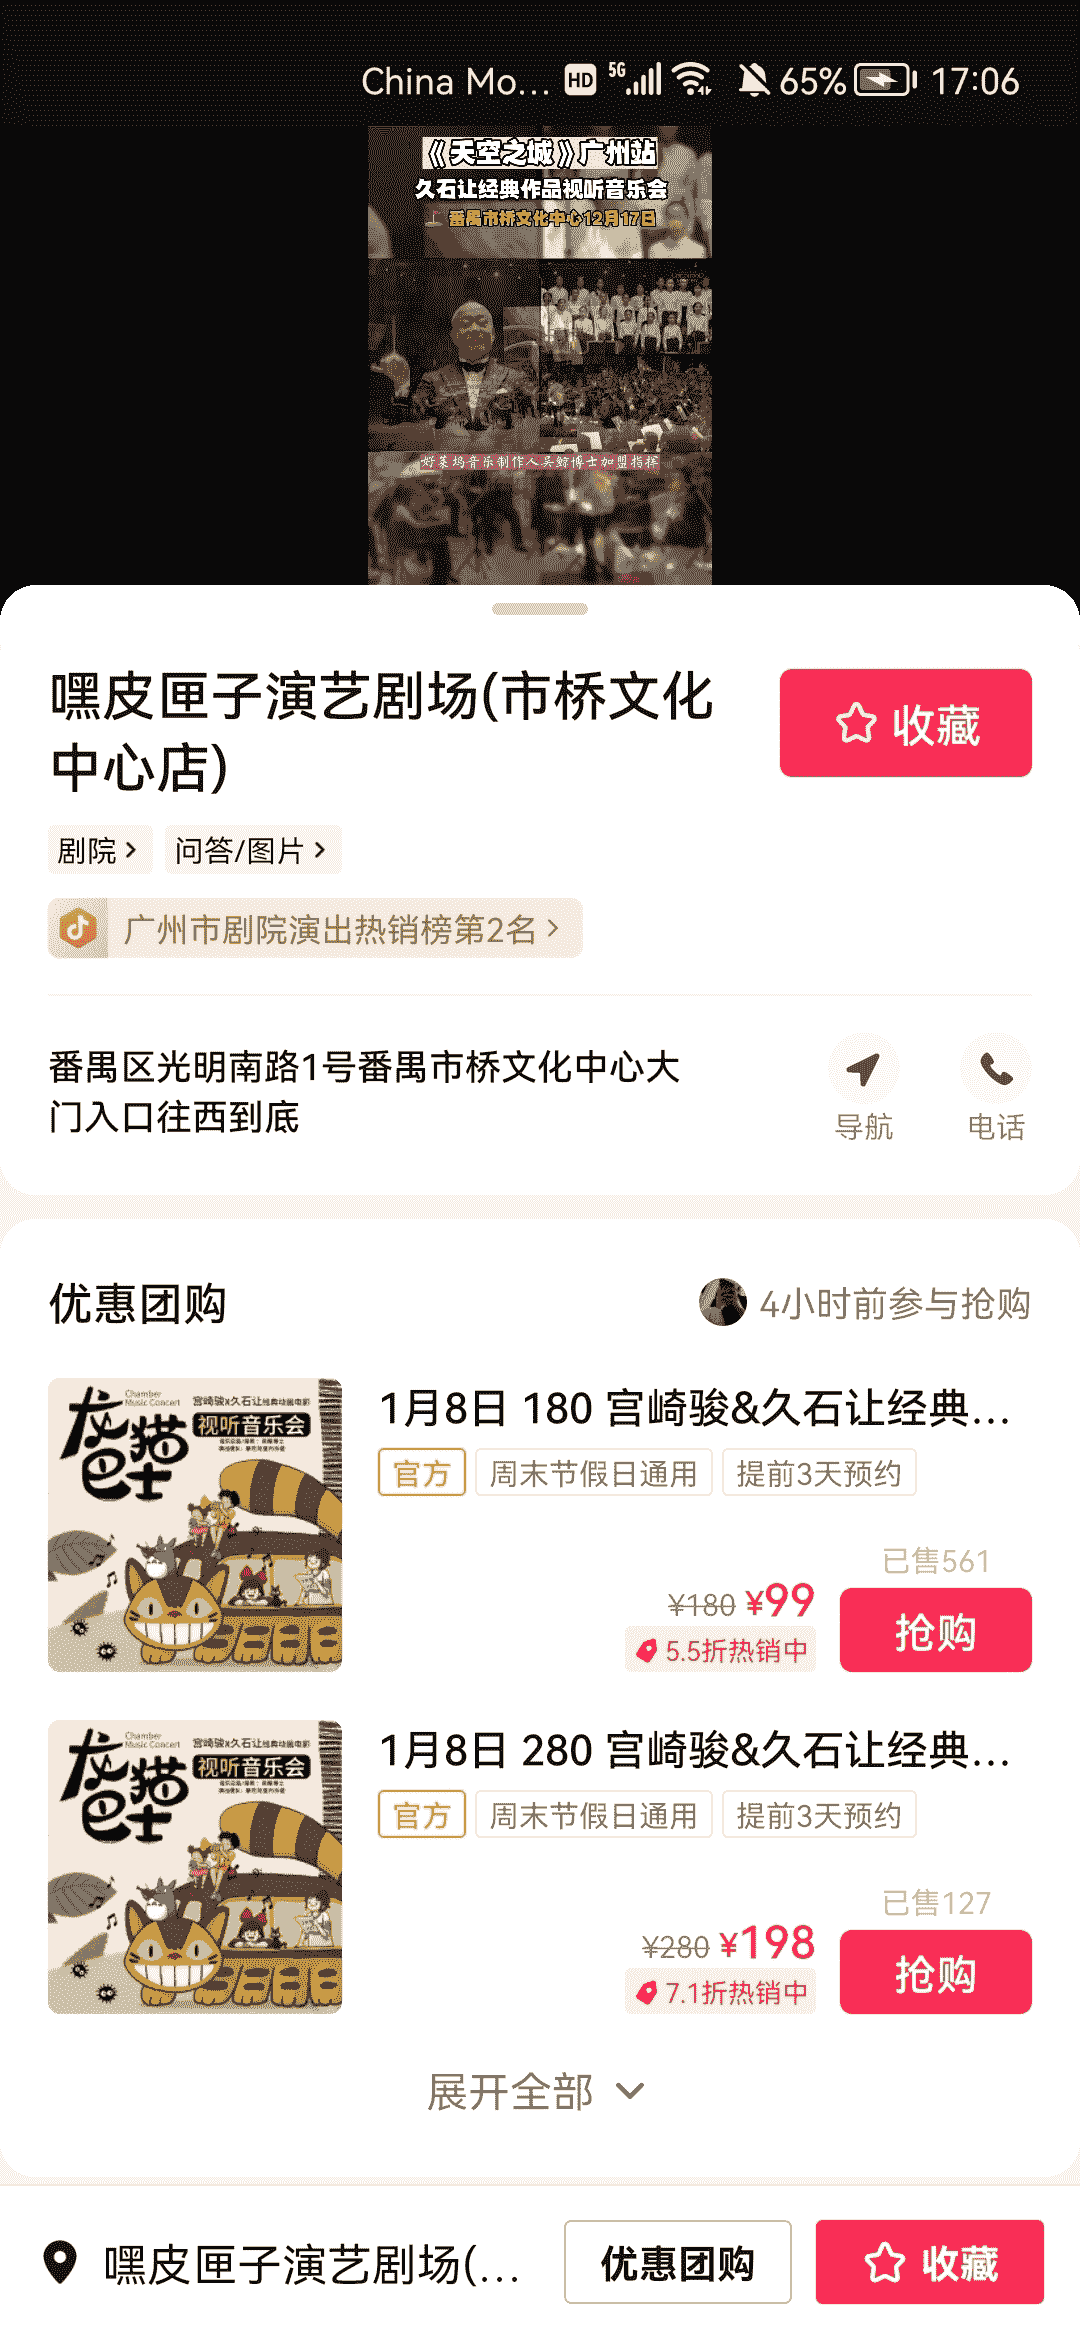 China Mo... HD 5G 65% 17:06
《天空之城》广州站
久石让经典作品视听音乐会
番禺市桥文化中心12月17日
好莱坞音乐制作人吴鲸博士加盟指挥
嘿皮匣子演艺剧场(市桥文化
中心店)
收藏
剧院 > 问答/图片 >
广州市剧院演出热销榜第2名 >
番禺区光明南路1号番禺市桥文化中心大
门入口往西到底
导航 电话
优惠团购 4小时前参与抢购
龙猫巴士
Chamber
Music Concert
宫崎骏x久石让经典动画电影
视听音乐会
1月8日 180 宫崎骏&久石让经典...
官方 周末节假日通用 提前3天预约
已售561
¥180 ¥99
5.5折热销中
抢购
龙猫巴士
Chamber
Music Concert
宫崎骏x久石让经典动画电影
视听音乐会
1月8日 280 宫崎骏&久石让经典...
官方 周末节假日通用 提前3天预约
已售127
¥280 ¥198
7.1折热销中
抢购
展开全部
嘿皮匣子演艺剧场(... 优惠团购 收藏